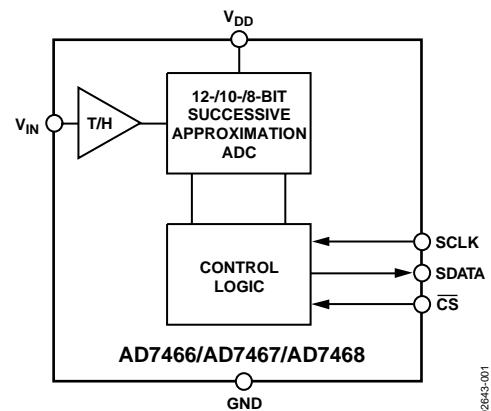 VDD
12-/10-/8-BIT
SUCCESSIVE
APPROXIMATION
ADC
VIN
T/H
CONTROL
LOGIC
SCLK
SDATA
CS
AD7466/AD7467/AD7468
GND
2643-001